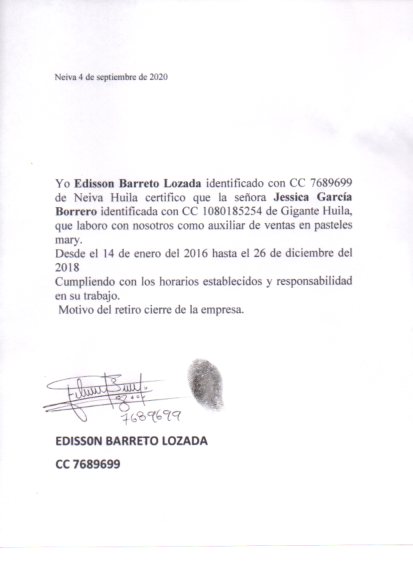 Neiva 4 de septiembre de 2020
Yo Edisson Barreto Lozada identificado con CC 7689699
de Neiva Huila certifico que la señora Jessica García
Borrero identificada con CC 1080185254 de Gigante Huila,
que laboro con nosotros como auxiliar de ventas en pasteles
mary.
Desde el 14 de enero del 2016 hasta el 26 de diciembre del
2018
Cumpliendo con los horarios establecidos y responsabilidad
en su trabajo.
Motivo del retiro cierre de la empresa.
7689699
EDISSON BARRETO LOZADA
CC 7689699